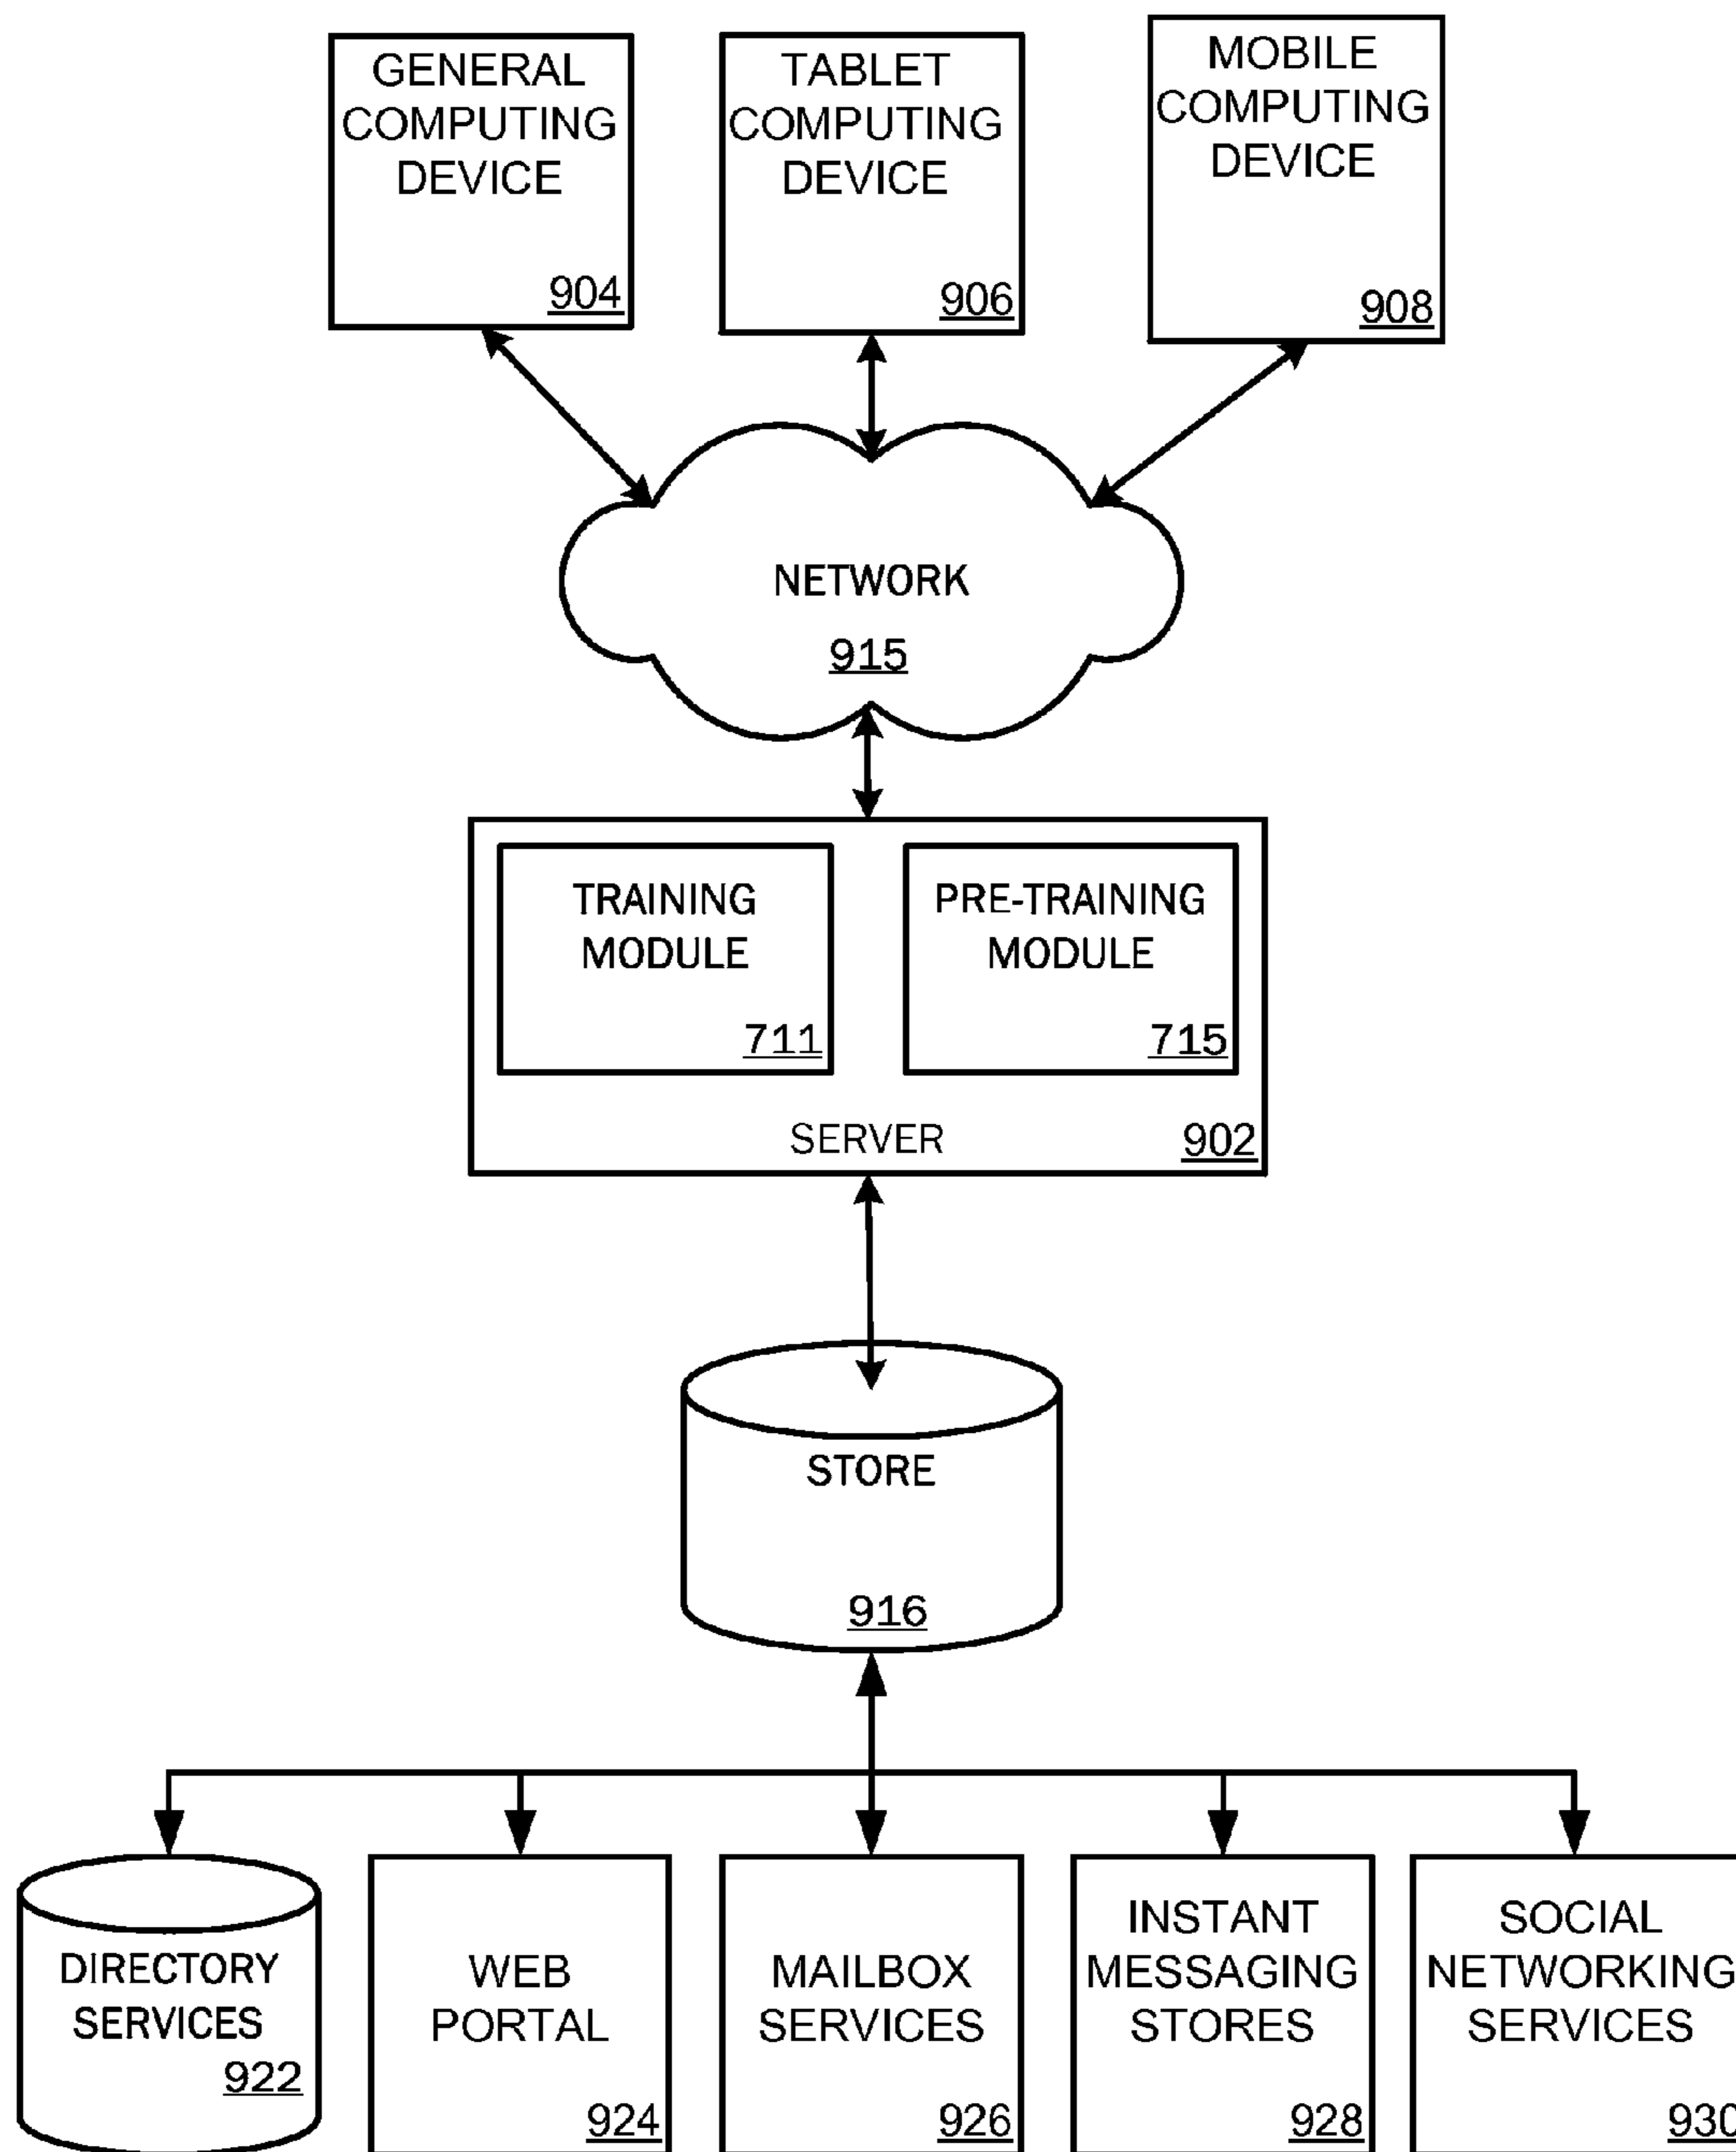 GENERAL
COMPUTING
DEVICE
904
TABLET
COMPUTING
DEVICE
906
MOBILE
COMPUTING
DEVICE
908
NETWORK
915
TRAINING
MODULE
711
PRE-TRAINING
MODULE
715
SERVER
902
STORE
916
DIRECTORY
SERVICES
922
WEB
PORTAL
924
MAILBOX
SERVICES
926
INSTANT
MESSAGING
STORES
928
SOCIAL
NETWORKING
SERVICES
930